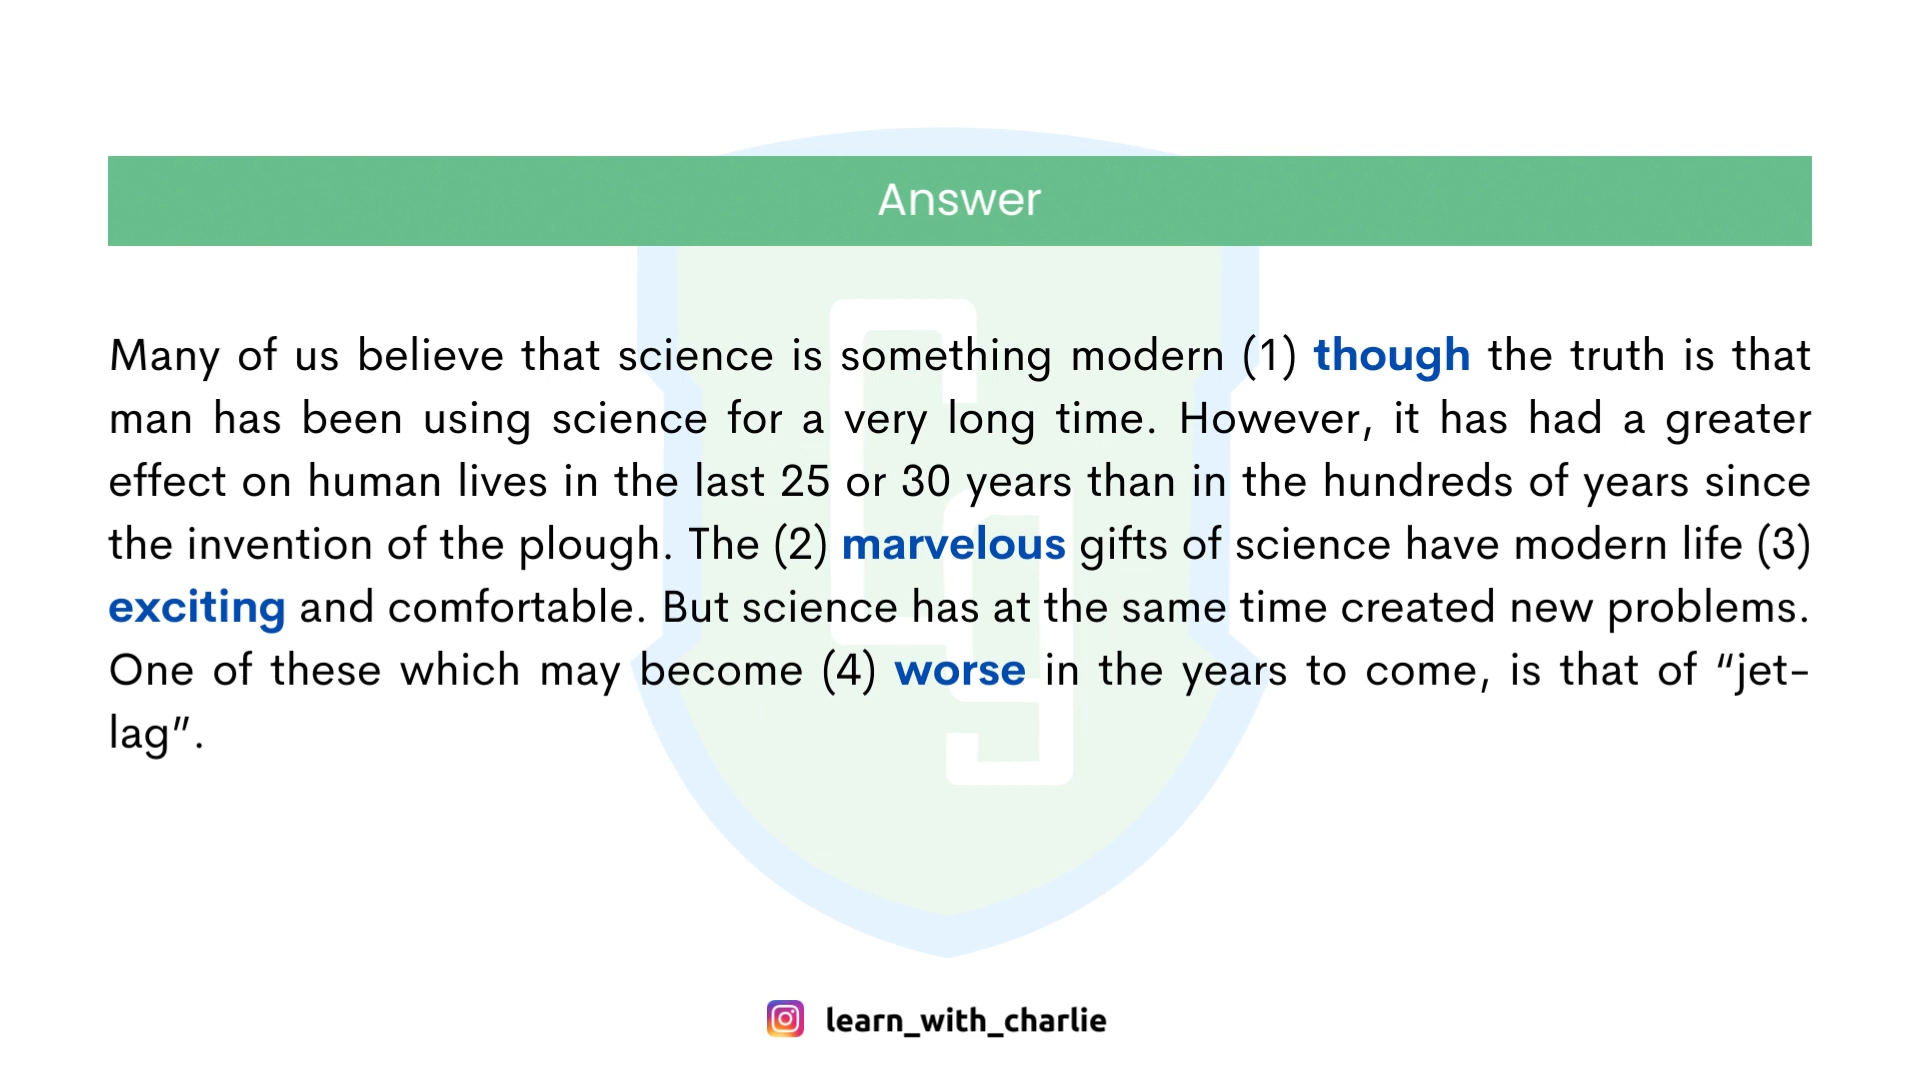 Answer
Many of us believe that science is something modern (1) though the truth is that
man has been using science for a very long time. However, it has had a greater
effect on human lives in the last 25 or 30 years than in the hundreds of years since
the invention of the plough. The (2) marvelous gifts of science have modern life (3)
exciting and comfortable. But science has at the same time created new problems.
One of these which may become (4) worse in the years to come, is that of “jet-
lag”.
learn_with_charlie